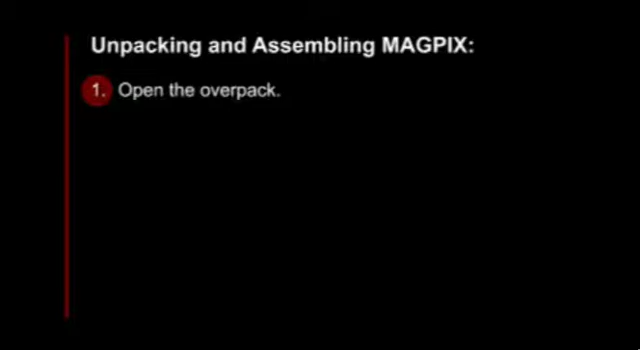 Unpacking and Assembling MAGPIX:
1. Open the overpack.